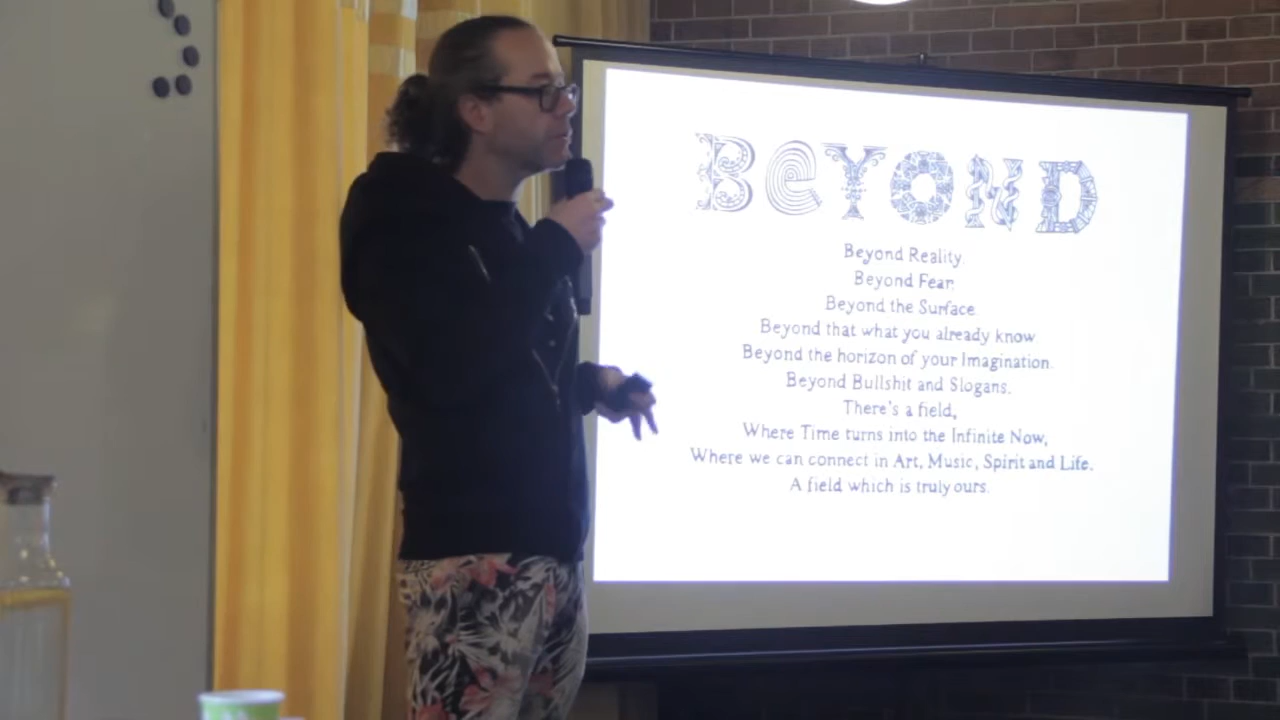 BeYOND
Beyond Reality.
Beyond Fear.
Beyond the Surface.
Beyond that what you already know
Beyond the horizon of your Imagination.
Beyond Bullshit and Slogans.
There's a field,
Where Time turns into the Infinite Now,
Where we can connect in Art, Music, Spirit and Life.
A field which is truly ours.